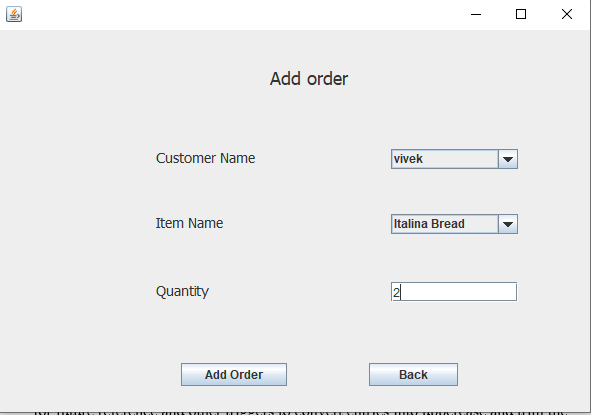 Add order
Customer Name
vivek
Item Name
Italina Bread
Quantity
2
Add Order
Back